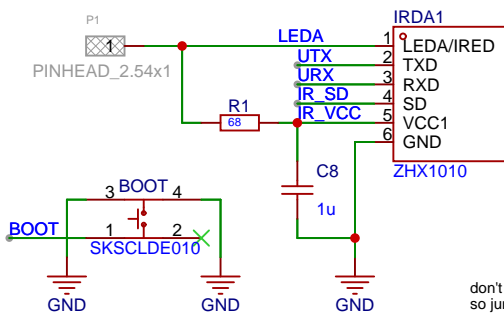 P1
1
PINHEAD_2.54x1
LEDA
UTX
URX
IR_SD
IR_VCC
R1
68
IRDA1
1 LEDA/IRED
2 TXD
3 RXD
4 SD
5 VCC1
6 GND
ZHX1010
C8
1u
BOOT
3 4
1 2
BOOT
SKSCLDE010
GND
GND
GND
don't
so